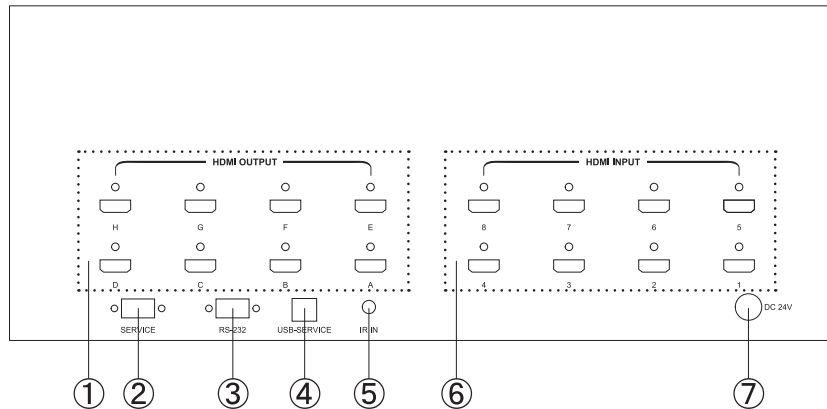 HDMI OUTPUT HDMI INPUT
H G F E 8 7 6 5
D C B A 4 3 2 1
DC 24V
SERVICE RS-232 USB-SERVICE IR IN
① ② ③ ④ ⑤ ⑥ ⑦